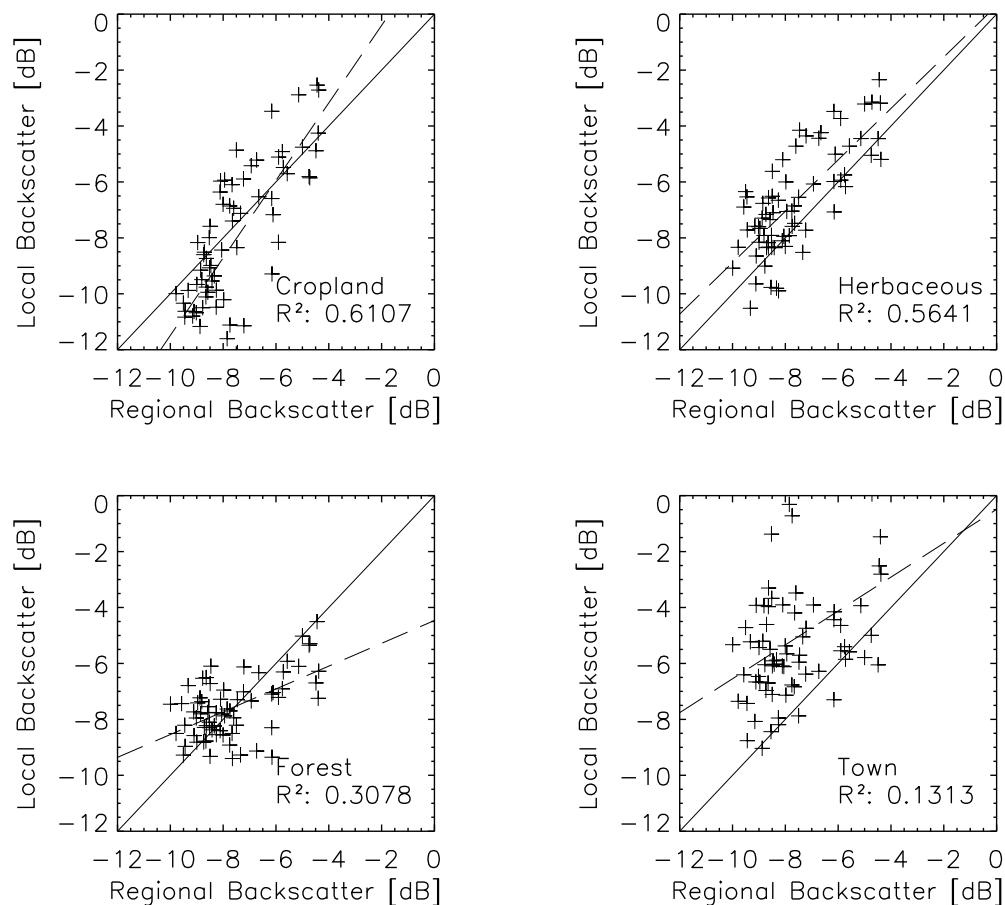 0
−2
−4
−6
−8
−10
−12
Local Backscatter [dB]
Cropland
R²: 0.6107
−12 −10 −8 −6 −4 −2 0
Regional Backscatter [dB]
0
−2
−4
−6
−8
−10
−12
Local Backscatter [dB]
Herbaceous
R²: 0.5641
−12 −10 −8 −6 −4 −2 0
Regional Backscatter [dB]
0
−2
−4
−6
−8
−10
−12
Local Backscatter [dB]
Forest
R²: 0.3078
−12 −10 −8 −6 −4 −2 0
Regional Backscatter [dB]
0
−2
−4
−6
−8
−10
−12
Local Backscatter [dB]
Town
R²: 0.1313
−12 −10 −8 −6 −4 −2 0
Regional Backscatter [dB]